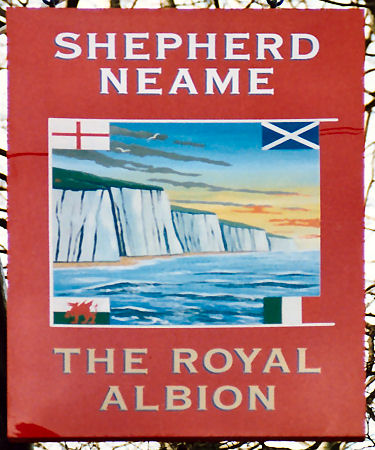 SHEPHERD
NEAME
THE ROYAL
ALBION